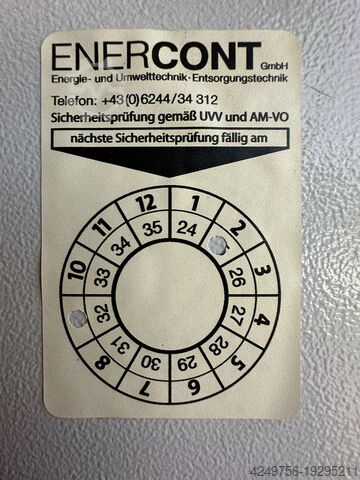 ENERCONT GmbH
Energie- und Umwelttechnik · Entsorgungstechnik
Telefon: +43(0)6244/34 312
Sicherheitsprüfung gemäß UVV und AM-VO
nächste Sicherheitsprüfung fällig am
1 2 3 4 5 6 7 8 10 11 12
24 26 27 28 29 30 31 32 33 34 35
4249756-19295211